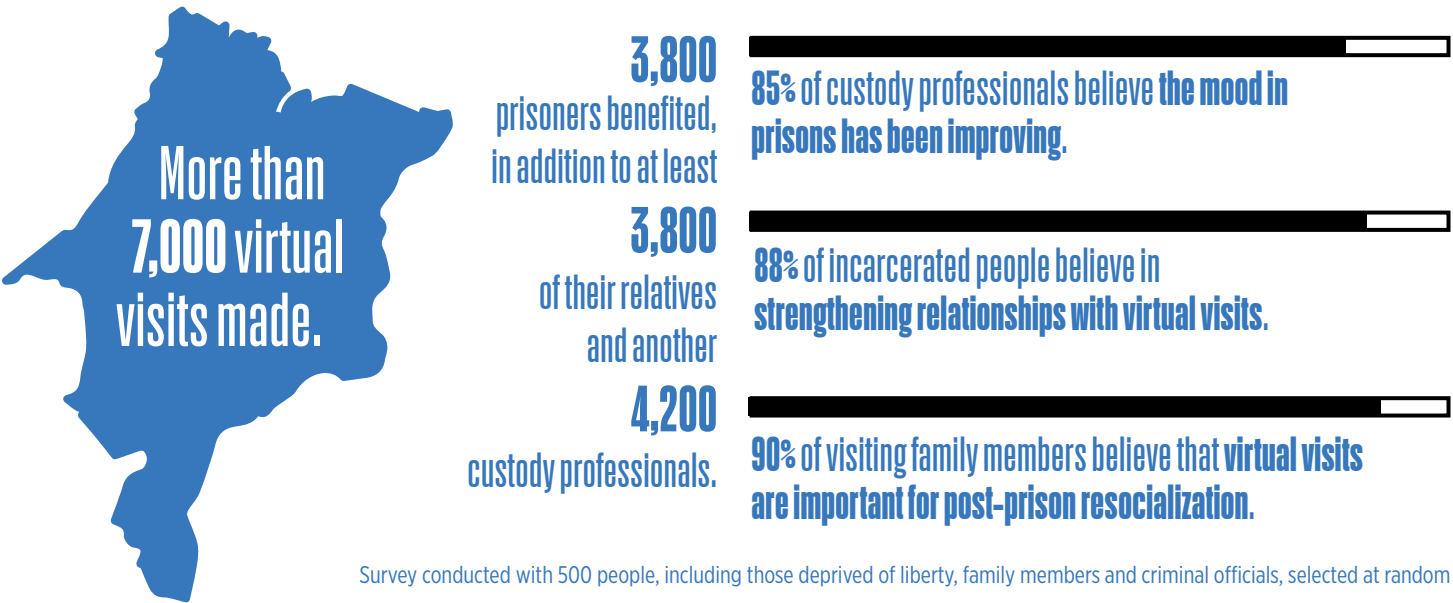 More than
7,000 virtual
visits made.
3,800
prisoners benefited,
in addition to at least
3,800
of their relatives
and another
4,200
custody professionals.
85% of custody professionals believe the mood in
prisons has been improving.
88% of incarcerated people believe in
strengthening relationships with virtual visits.
90% of visiting family members believe that virtual visits
are important for post-prison resocialization.
Survey conducted with 500 people, including those deprived of liberty, family members and criminal officials, selected at random